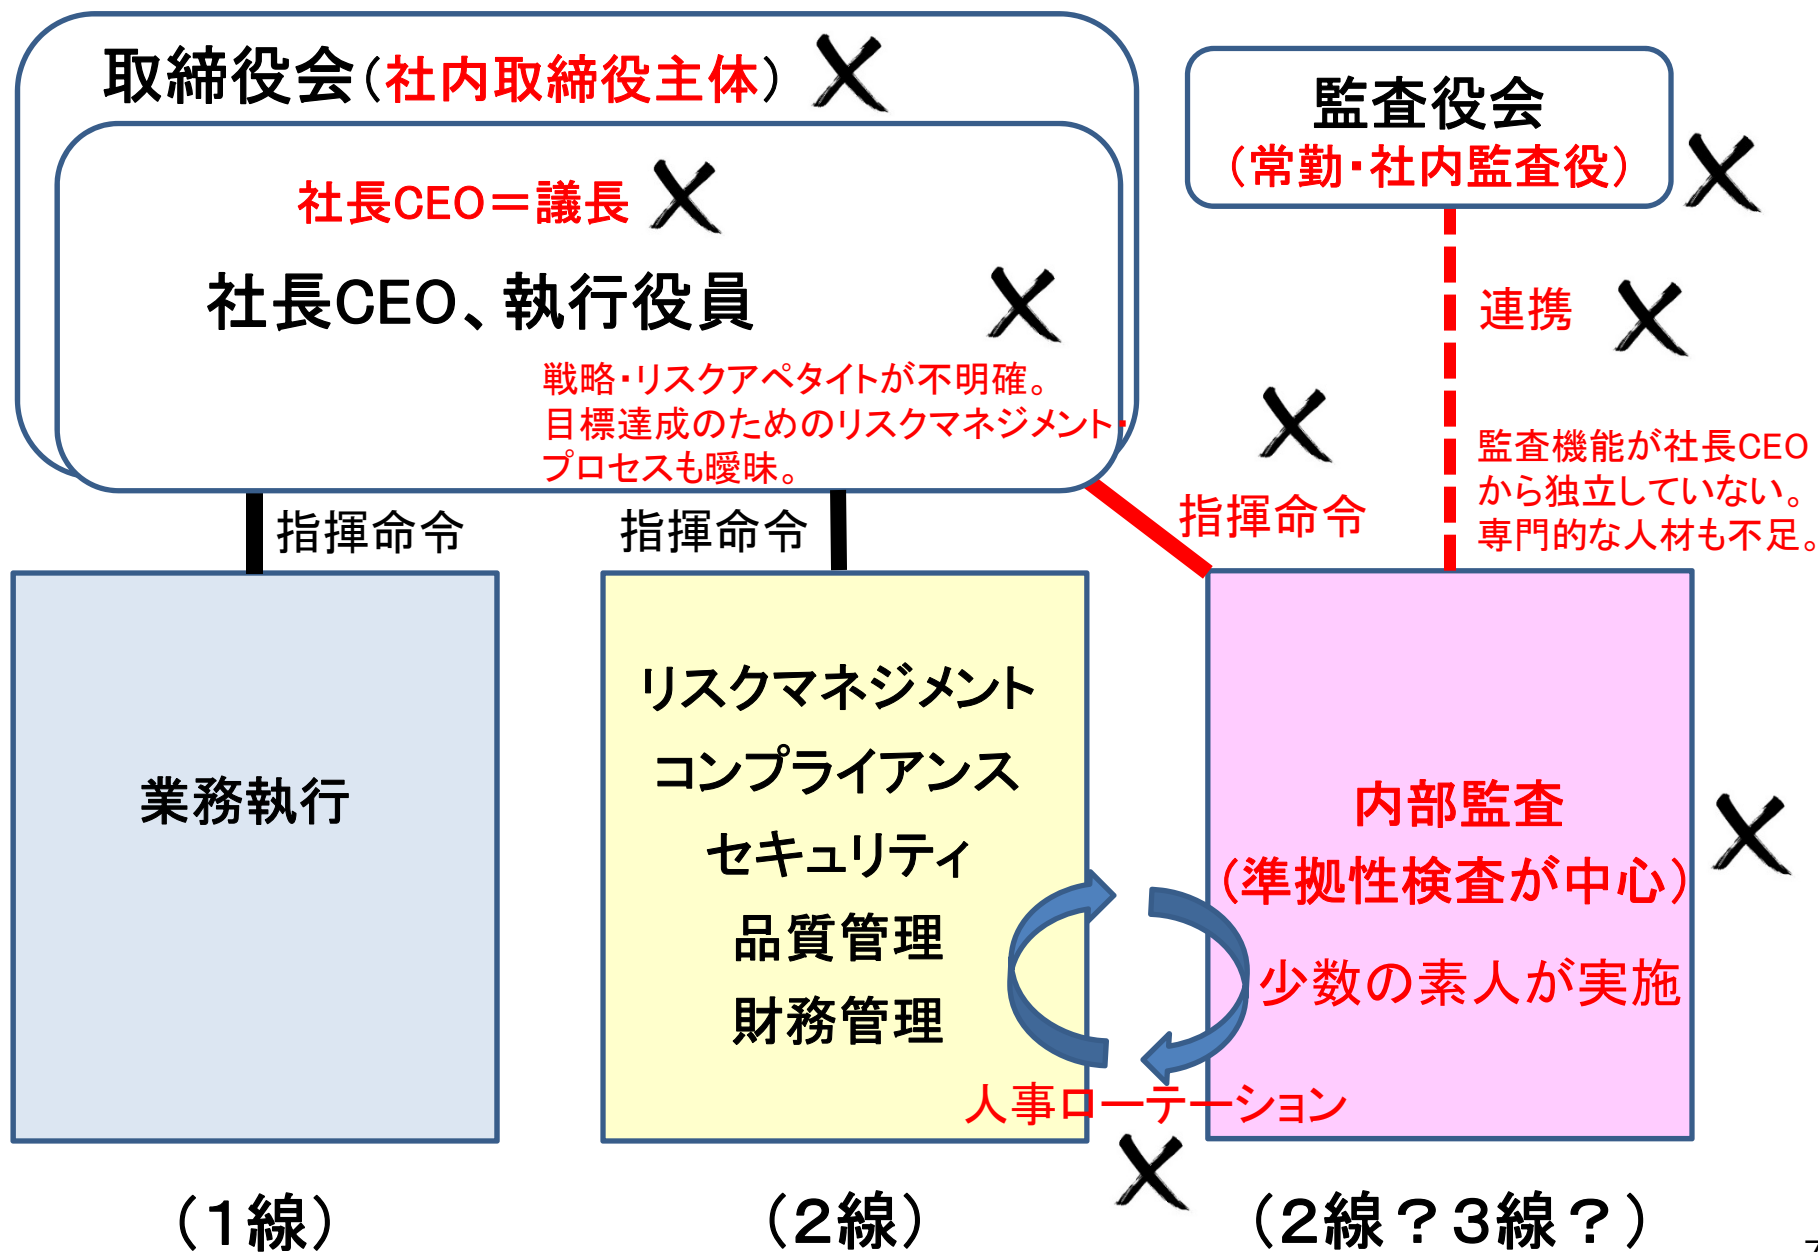 取締役会(社内取締役主体)
社長CEO＝議長
社長CEO、執行役員
戦略・リスクアペタイトが不明確。
目標達成のためのリスクマネジメント・
プロセスも曖昧。
監査役会
(常勤・社内監査役)
連携
監査機能が社長CEO
から独立していない。
専門的な人材も不足。
指揮命令
指揮命令
指揮命令
業務執行
リスクマネジメント
コンプライアンス
セキュリティ
品質管理
財務管理
内部監査
(準拠性検査が中心)
少数の素人が実施
人事ローテーション
(1線)
(2線)
(2線？3線？)